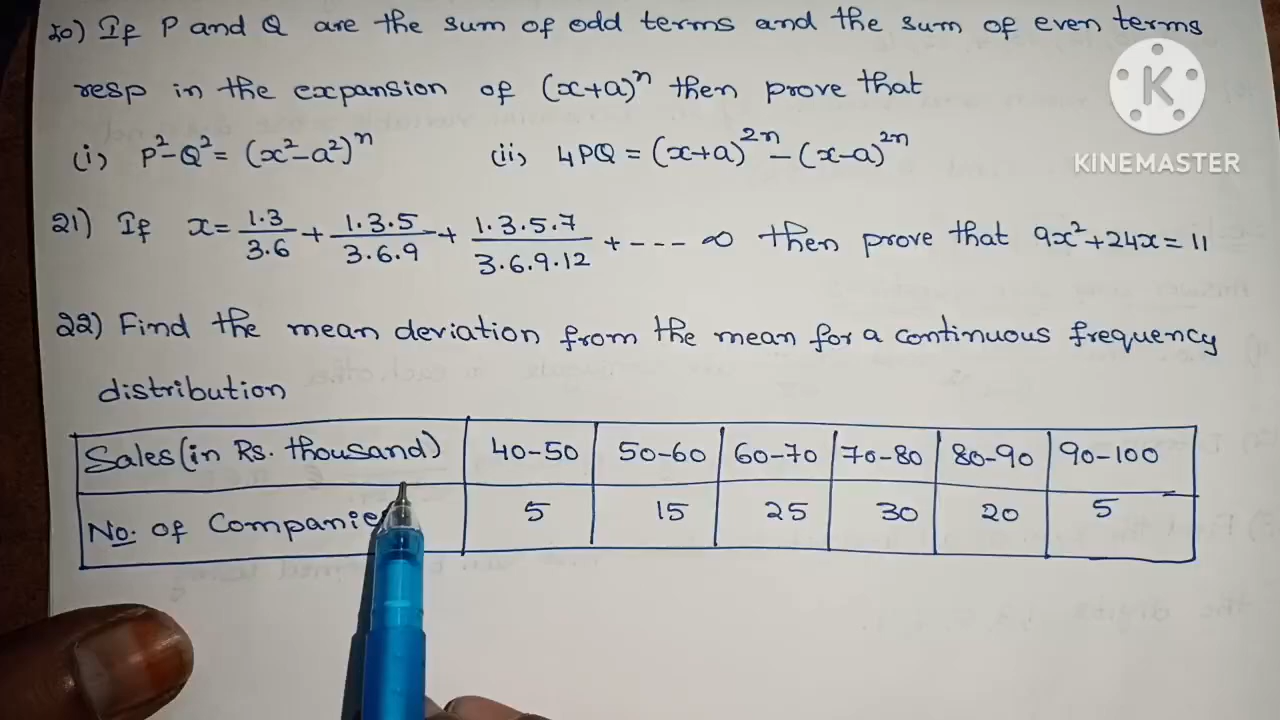 20) If P and Q are the sum of odd terms and the sum of even terms
resp in the expansion of (x+a)^n then prove that
(i) P²-Q² = (x²-a²)^n (ii) 4PQ = (x+a)^2n - (x-a)^2n
KINEMASTER
21) If x = 1.3/3.6 + 1.3.5/3.6.9 + 1.3.5.7/3.6.9.12 + ---- ∞ then prove that 9x²+24x = 11
22) Find the mean deviation from the mean for a continuous frequency
distribution
Sales (in Rs. thousand) 40-50 50-60 60-70 70-80 80-90 90-100
No. of Companie 5 15 25 30 20 5